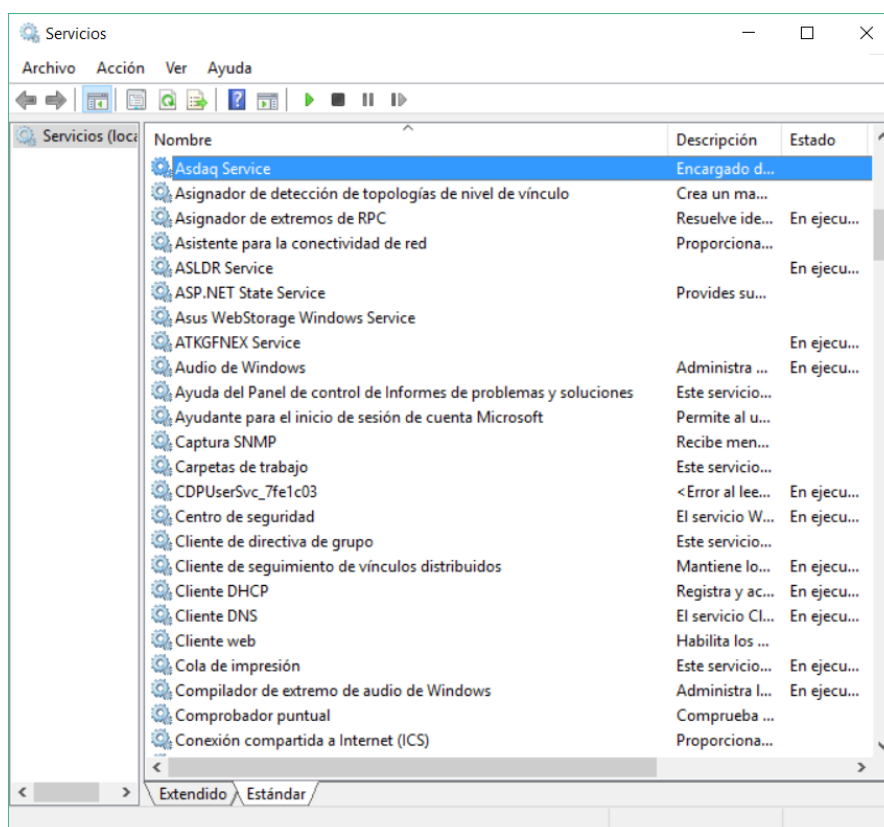 Servicios
Archivo Acción Ver Ayuda
Servicios (loca
Nombre Descripción Estado
Asdaq Service Encargado d...
Asignador de detección de topologías de nivel de vínculo Crea un ma...
Asignador de extremos de RPC Resuelve ide... En ejecu...
Asistente para la conectividad de red Proporciona...
ASLDR Service En ejecu...
ASP.NET State Service Provides su...
Asus WebStorage Windows Service
ATKGFNEX Service En ejecu...
Audio de Windows Administra ... En ejecu...
Ayuda del Panel de control de Informes de problemas y soluciones Este servicio...
Ayudante para el inicio de sesión de cuenta Microsoft Permite al u...
Captura SNMP Recibe men...
Carpetas de trabajo Este servicio...
CDPUserSvc_7fe1c03 <Error al lee... En ejecu...
Centro de seguridad El servicio W... En ejecu...
Cliente de directiva de grupo Este servicio...
Cliente de seguimiento de vínculos distribuidos Mantiene lo... En ejecu...
Cliente DHCP Registra y ac... En ejecu...
Cliente DNS El servicio Cl... En ejecu...
Cliente web Habilita los ...
Cola de impresión Este servicio... En ejecu...
Compilador de extremo de audio de Windows Administra l... En ejecu...
Comprobador puntual Comprueba ...
Conexión compartida a Internet (ICS) Proporciona...
Extendido Estándar